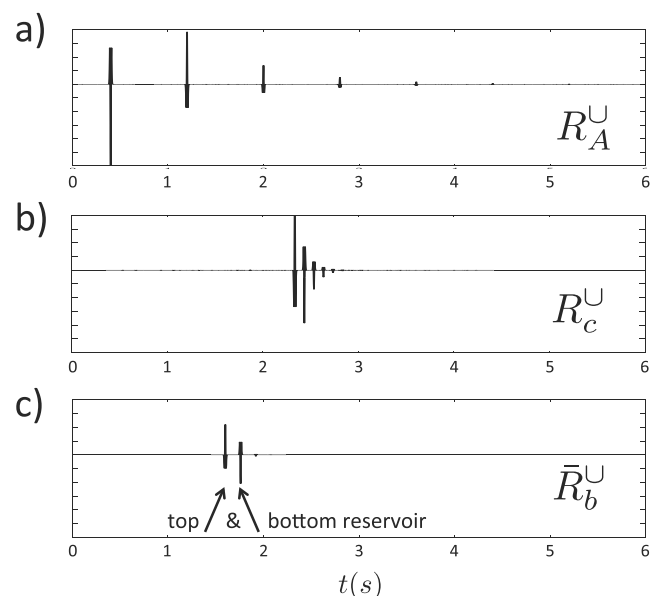 a)
R_A^∪
0 1 2 3 4 5 6
b)
R_c^∪
0 1 2 3 4 5 6
c)
R̄_b^∪
top & bottom reservoir
0 1 2 3 4 5 6
t(s)